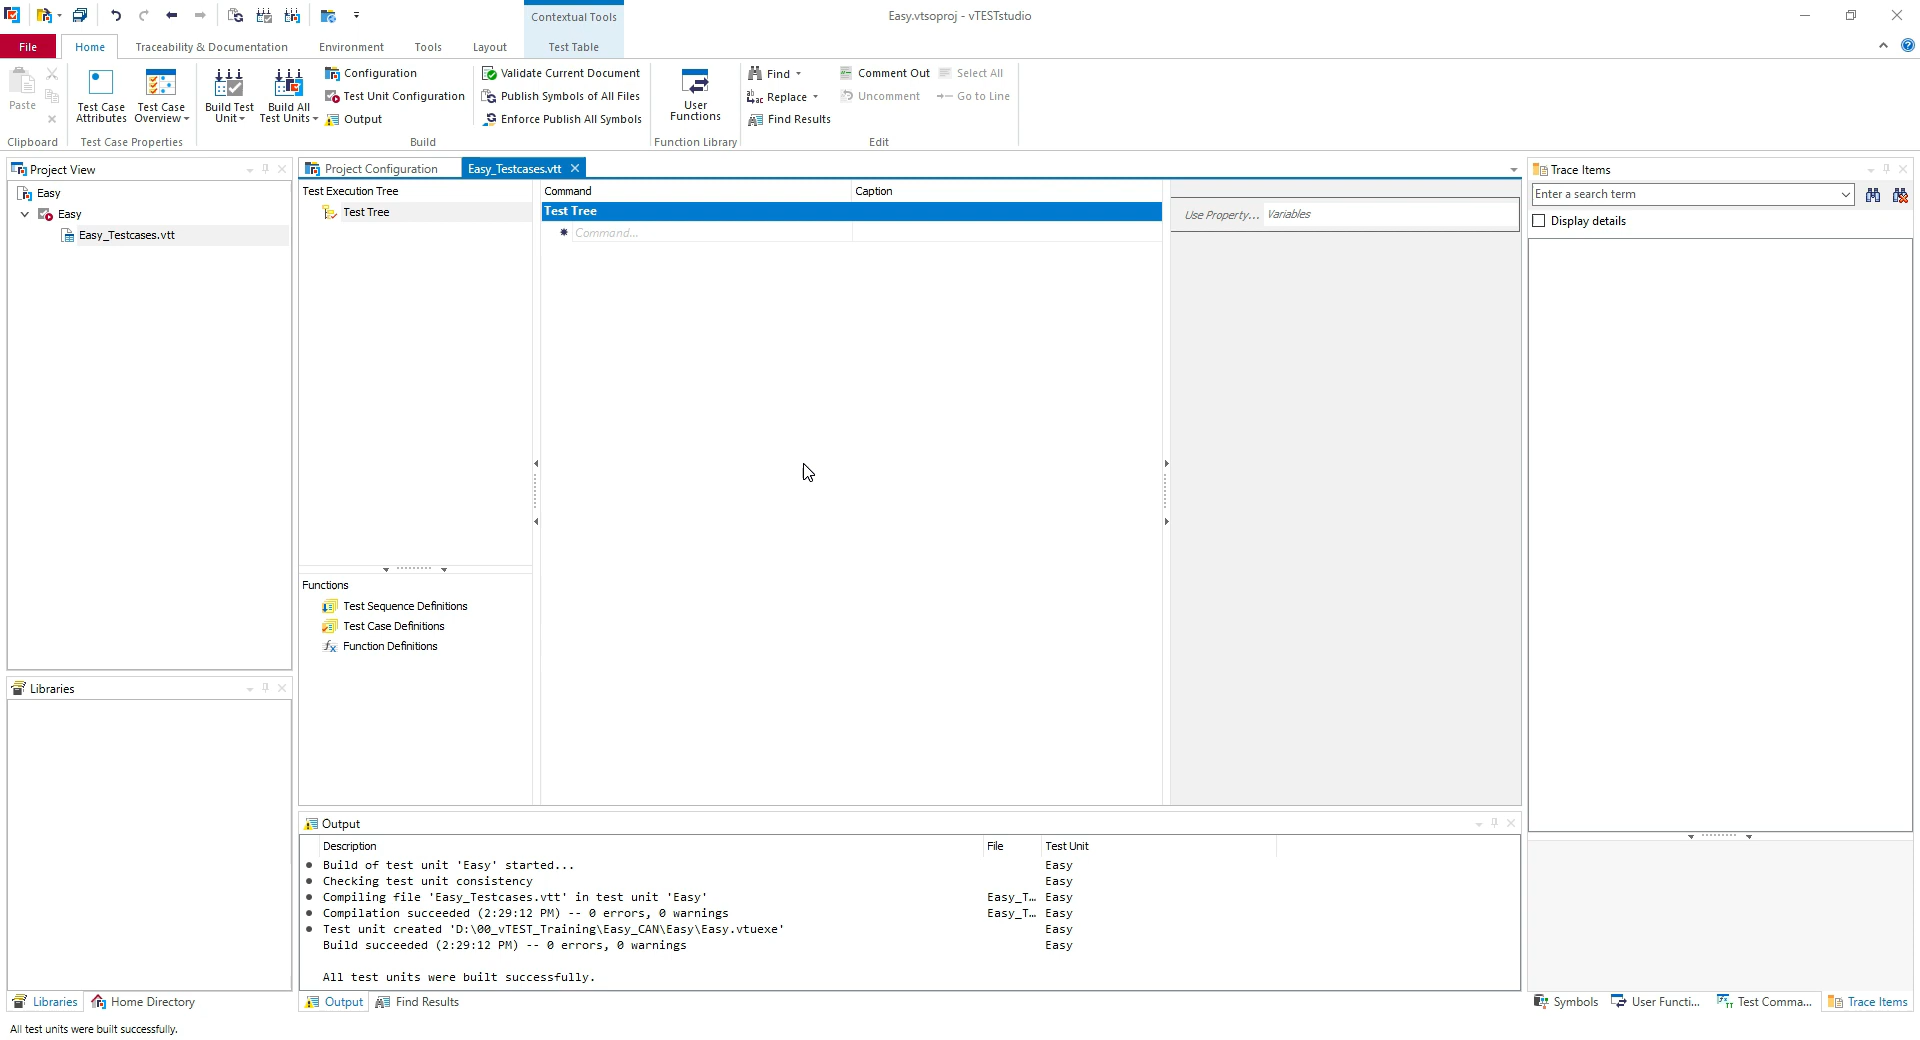 Contextual Tools
Easy.vtsoproj - vTESTstudio
File
Home
Traceability & Documentation
Environment
Tools
Layout
Test Table
Paste
Clipboard
Test Case
Attributes
Test Case
Overview
Test Case Properties
Build Test
Unit
Build All
Test Units
Configuration
Test Unit Configuration
Output
Validate Current Document
Publish Symbols of All Files
Enforce Publish All Symbols
Build
User
Functions
Function Library
Find
Replace
Find Results
Comment Out
Uncomment
Select All
Go to Line
Edit
Project View
Easy
Easy
Easy_Testcases.vtt
Libraries
Libraries
Home Directory
Project Configuration
Easy_Testcases.vtt
Test Execution Tree
Test Tree
Functions
Test Sequence Definitions
Test Case Definitions
Function Definitions
Command
Caption
Test Tree
Command...
Use Property...
Variables
Output
Description
File
Test Unit
Build of test unit 'Easy' started...
Easy
Checking test unit consistency
Easy
Compiling file 'Easy_Testcases.vtt' in test unit 'Easy'
Easy_T...
Easy
Compilation succeeded (2:29:12 PM) -- 0 errors, 0 warnings
Easy_T...
Easy
Test unit created 'D:\00_vTEST_Training\Easy_CAN\Easy\Easy.vtuexe'
Easy
Build succeeded (2:29:12 PM) -- 0 errors, 0 warnings
Easy
All test units were built successfully.
Output
Find Results
Trace Items
Enter a search term
Display details
Symbols
User Functi...
Test Comma...
Trace Items
All test units were built successfully.